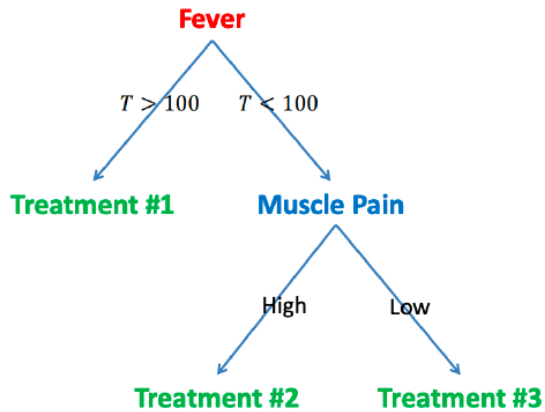 Fever
T > 100
T < 100
Treatment #1
Muscle Pain
High
Low
Treatment #2
Treatment #3